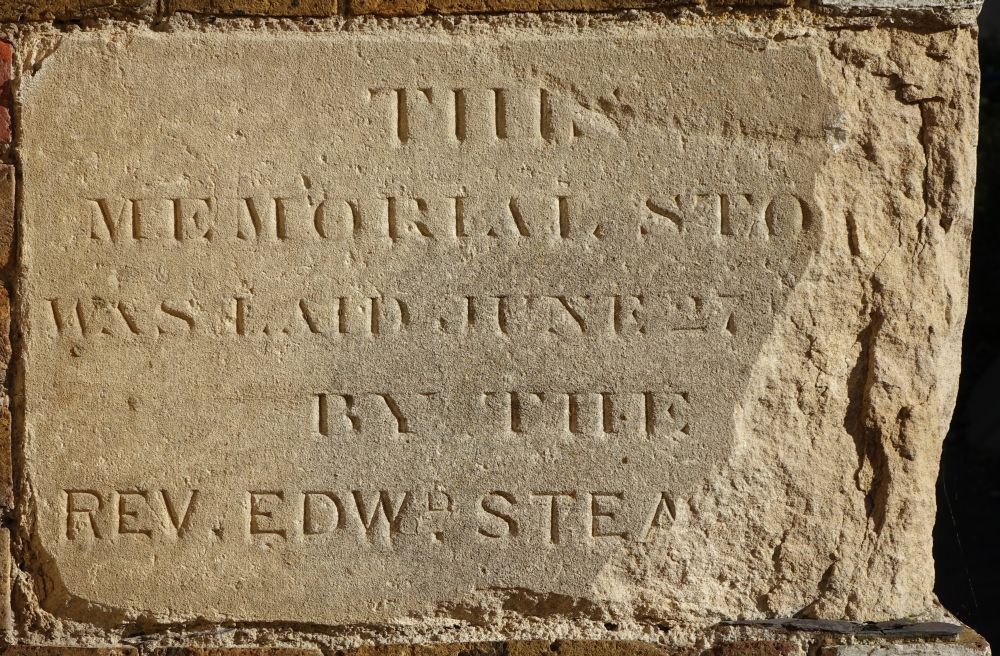 THIS
MEMORIAL STO
WAS LAID JUNE 27
BY THE
REV. EDWD. STEA